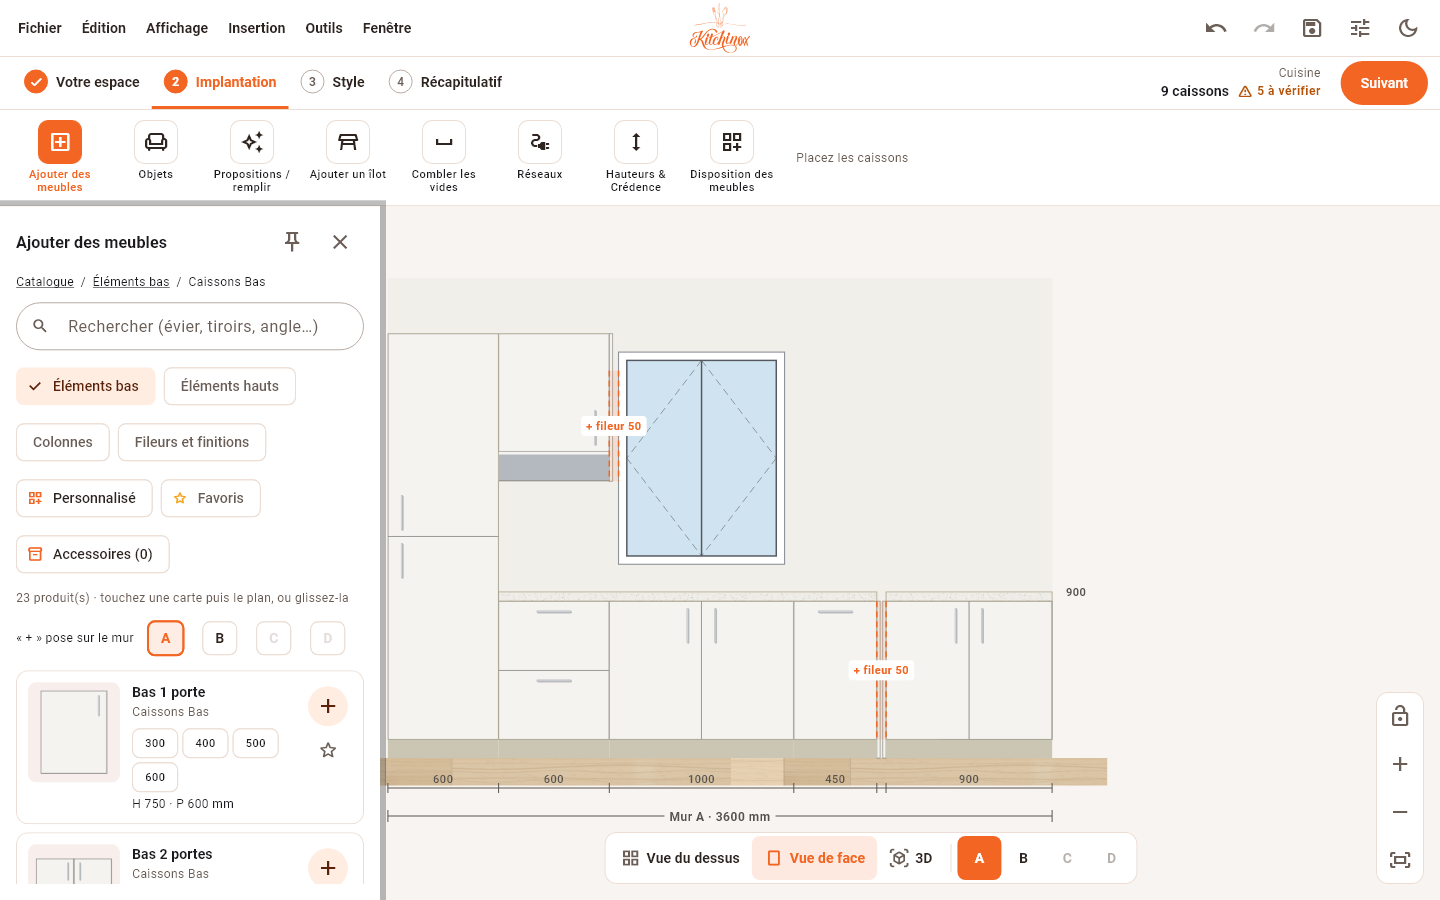 Fichier Édition Affichage Insertion Outils Fenêtre
Kitchinox
Votre espace 2 Implantation 3 Style 4 Récapitulatif
Cuisine
9 caissons 5 à vérifier
Suivant
Ajouter des
meubles
Objets
Propositions /
remplir
Ajouter un îlot
Combler les
vides
Réseaux
Hauteurs &
Crédence
Disposition des
meubles
Placez les caissons
Ajouter des meubles
Catalogue / Éléments bas / Caissons Bas
Rechercher (évier, tiroirs, angle…)
Éléments bas Éléments hauts
Colonnes Fileurs et finitions
Personnalisé Favoris
Accessoires (0)
23 produit(s) · touchez une carte puis le plan, ou glissez-la
« + » pose sur le mur A B C D
Bas 1 porte
Caissons Bas
300 400 500
600
H 750 · P 600 mm
Bas 2 portes
Caissons Bas
+ fileur 50
900
+ fileur 50
600 600 1000 450 900
Mur A · 3600 mm
Vue du dessus Vue de face 3D A B C D